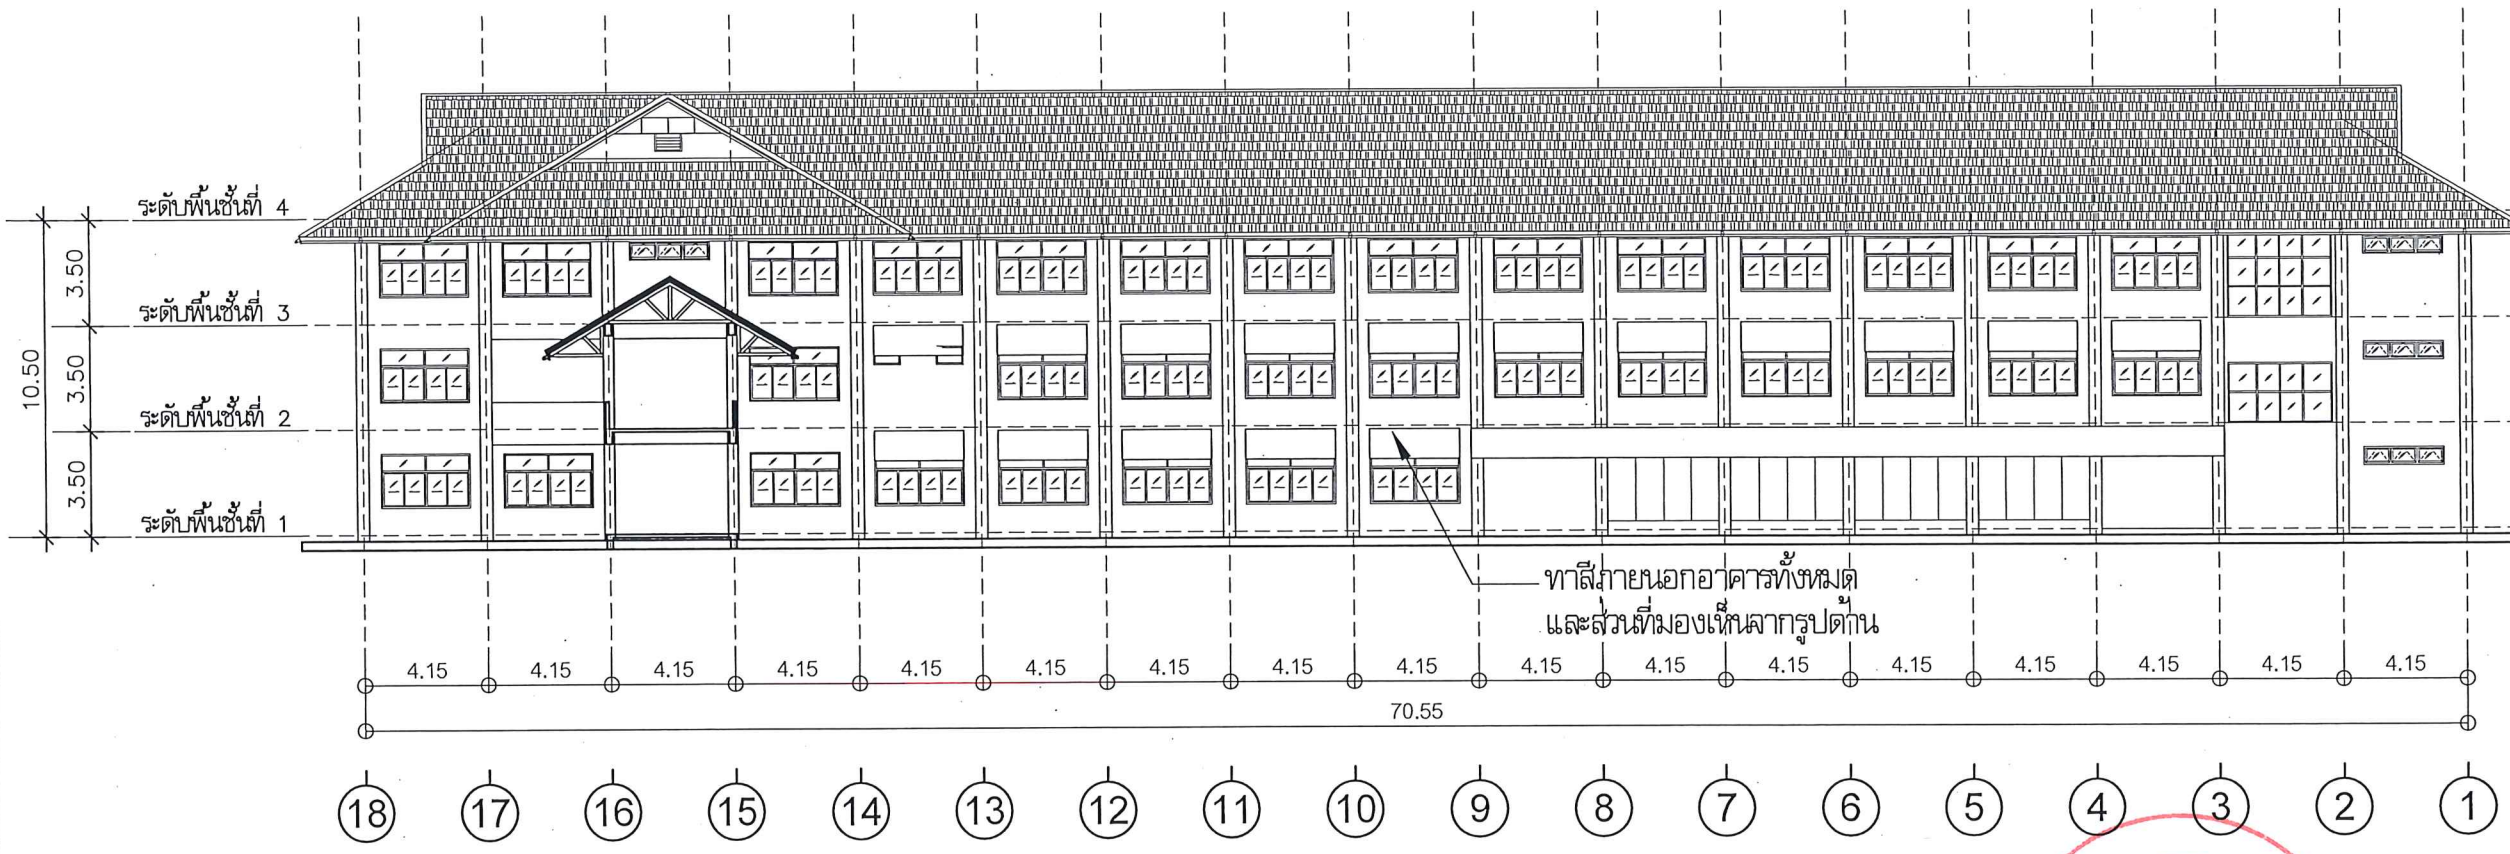 ระดับพื้นชั้นที่ 4
3.50
ระดับพื้นชั้นที่ 3
10.50
3.50
ระดับพื้นชั้นที่ 2
3.50
ระดับพื้นชั้นที่ 1
ทาสีภายนอกอาคารทั้งหมด
และส่วนที่มองเห็นจากรูปด้าน
4.15 4.15 4.15 4.15 4.15 4.15 4.15 4.15 4.15 4.15 4.15 4.15 4.15 4.15 4.15 4.15 4.15
70.55
18 17 16 15 14 13 12 11 10 9 8 7 6 5 4 3 2 1